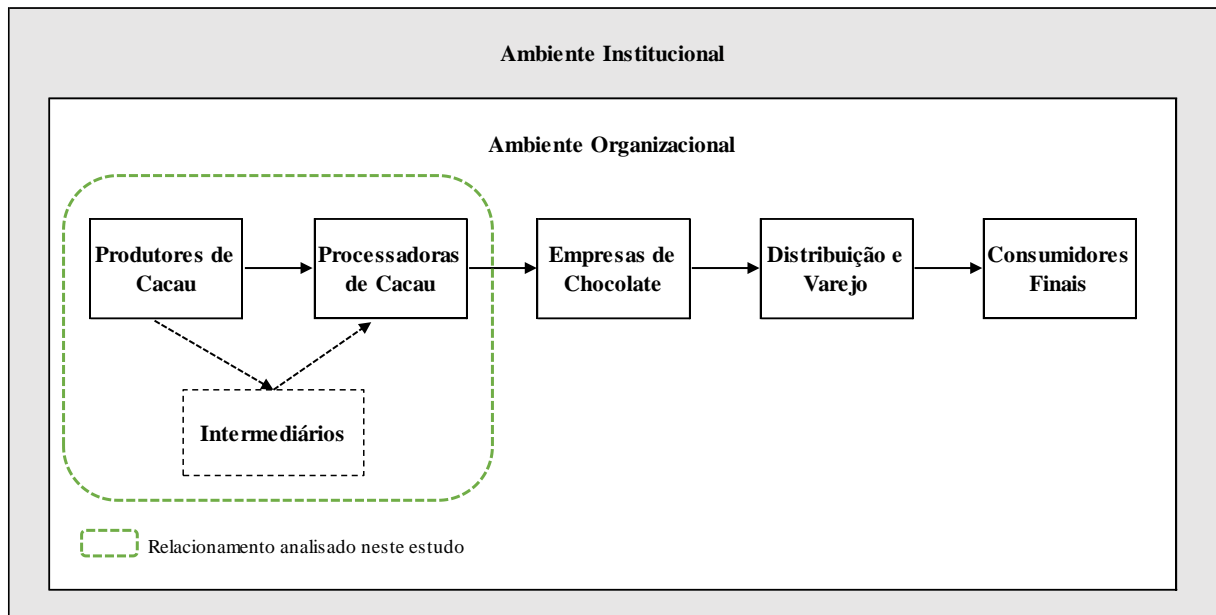 Ambiente Institucional
Ambiente Organizacional
Produtores de
Cacau
Processadoras
de Cacau
Empresas de
Chocolate
Distribuição e
Varejo
Consumidores
Finais
Intermediários
Relacionamento analisado neste estudo